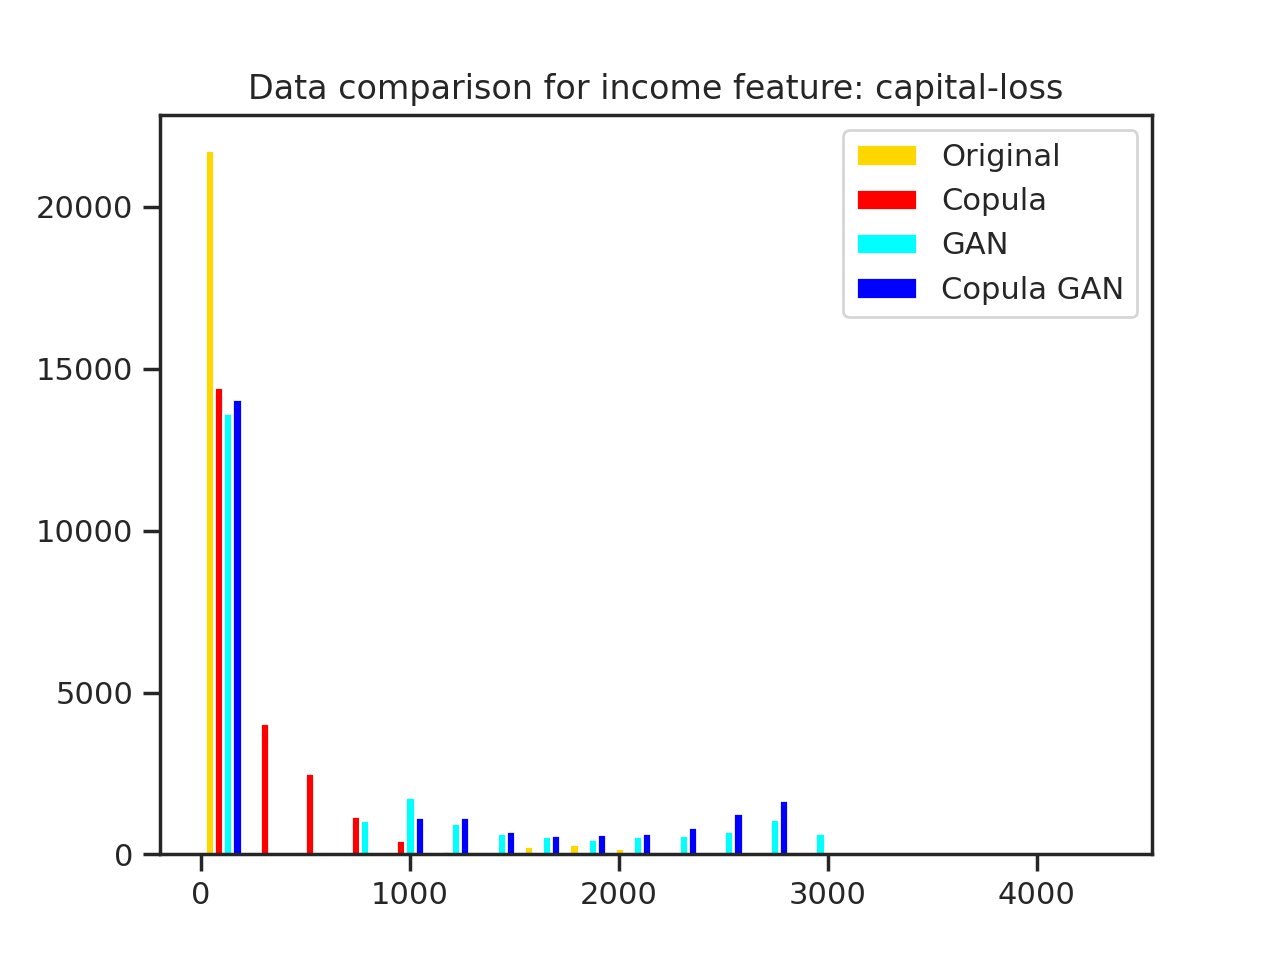 Data comparison for income feature: capital-loss
Original
Copula
GAN
Copula GAN
20000
15000
10000
5000
0
0 1000 2000 3000 4000